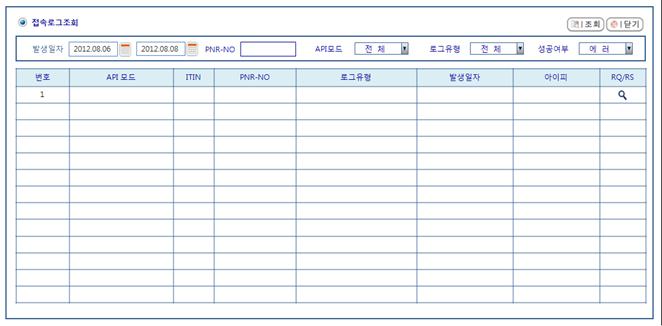 접속로그조회
조회 닫기
발생일자 2012.08.06 2012.08.08 PNR-NO API모드 전 체 로그유형 전 체 성공여부 에 러
번호 API 모드 ITIN PNR-NO 로그유형 발생일자 아이피 RQ/RS
1